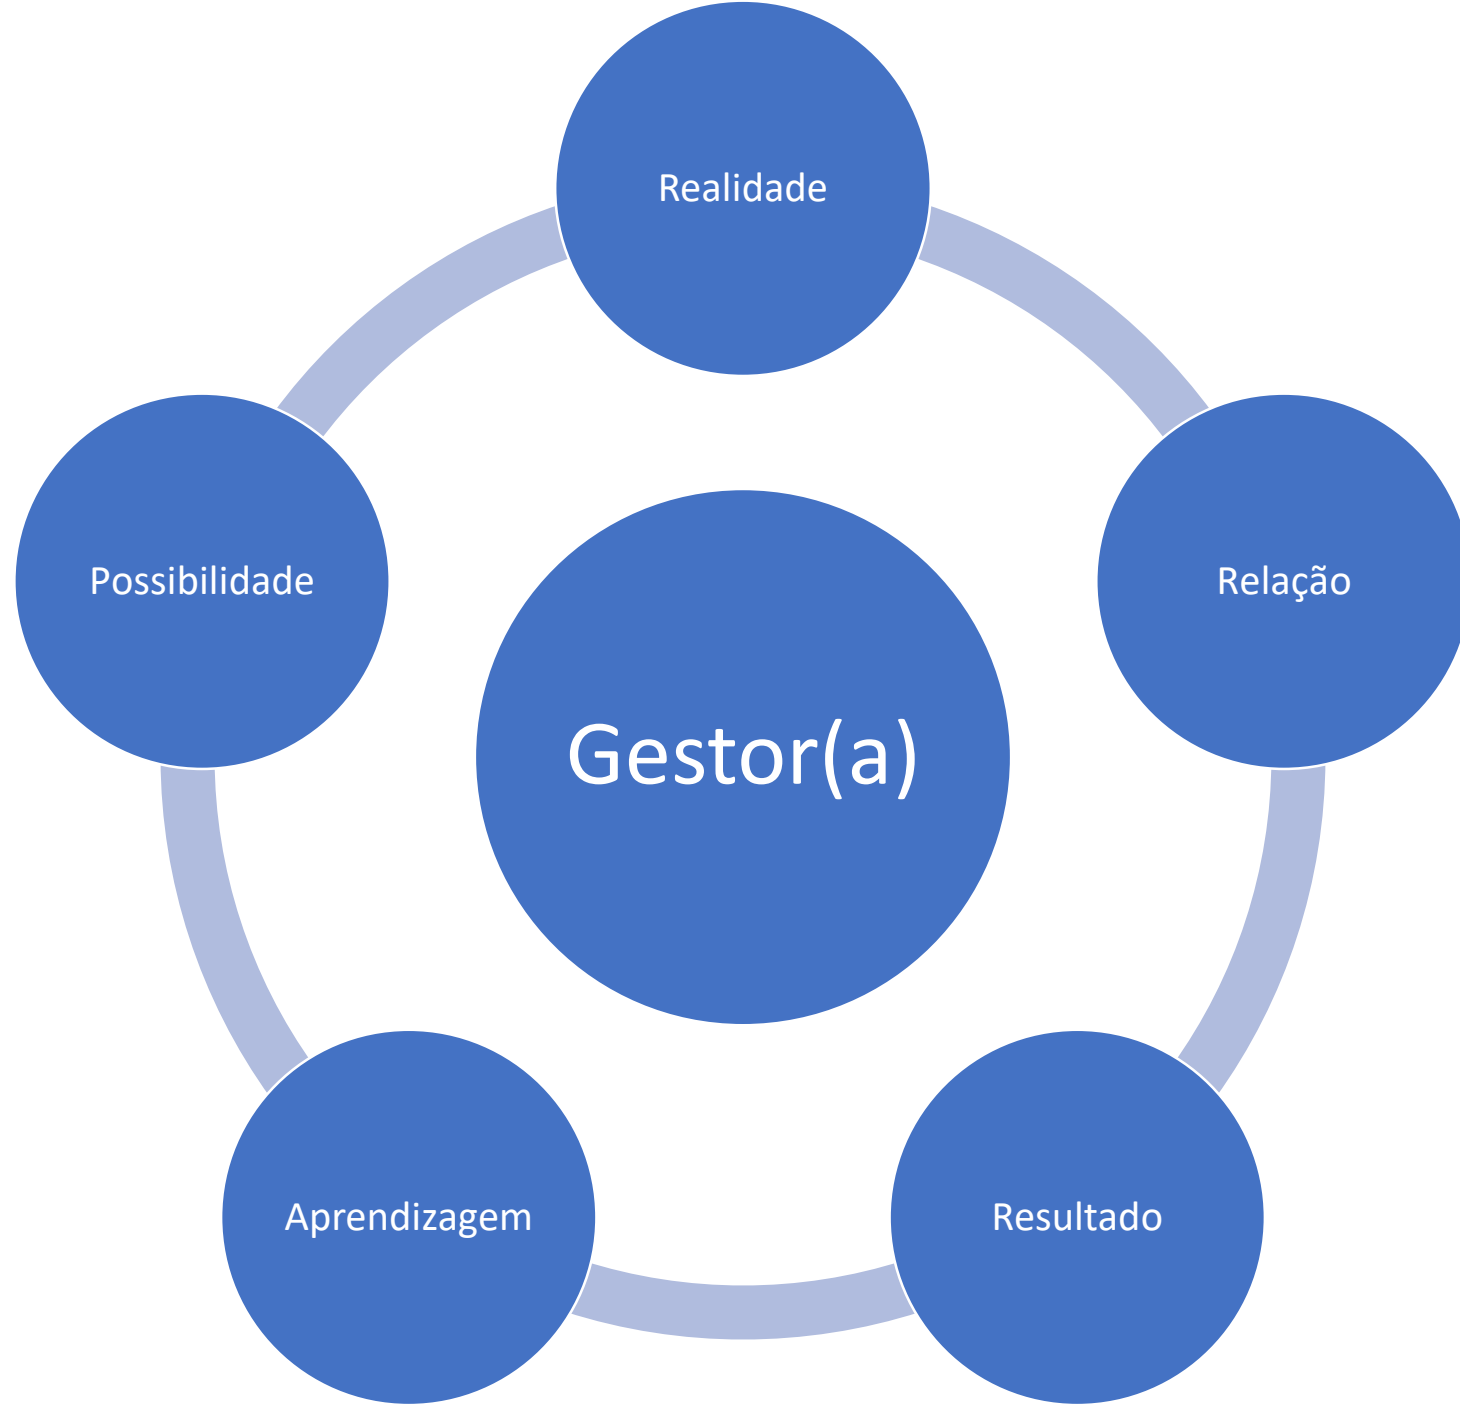 Realidade
Relação
Resultado
Aprendizagem
Possibilidade
Gestor(a)